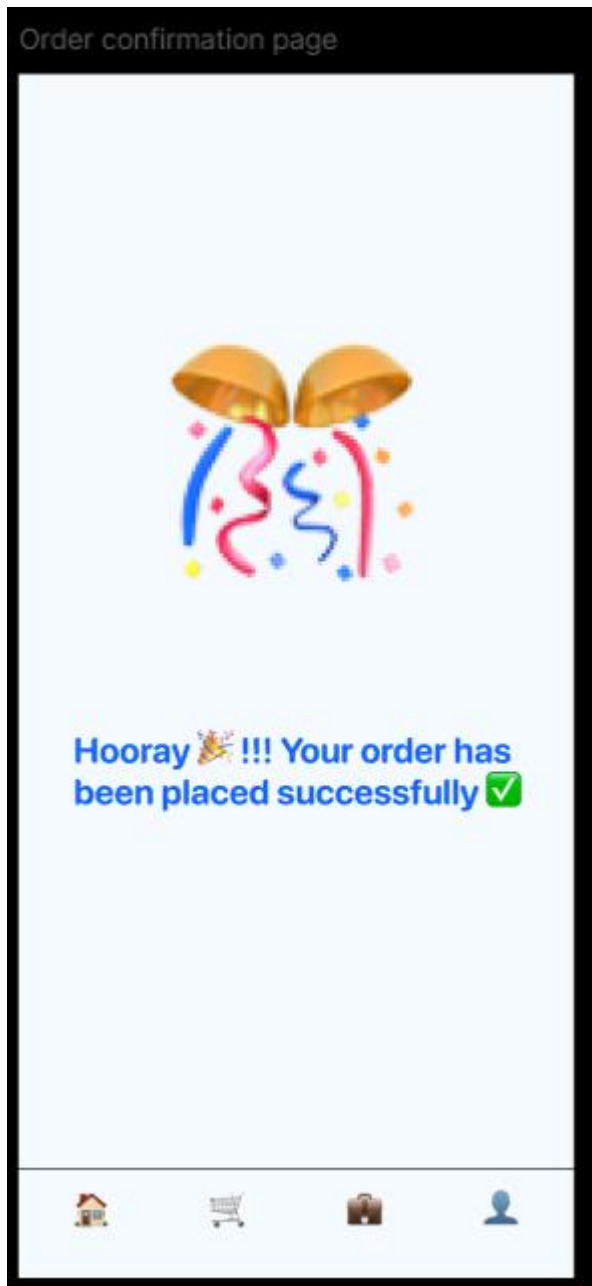 Order confirmation page
Hooray 🎉 !!! Your order has
been placed successfully ✅